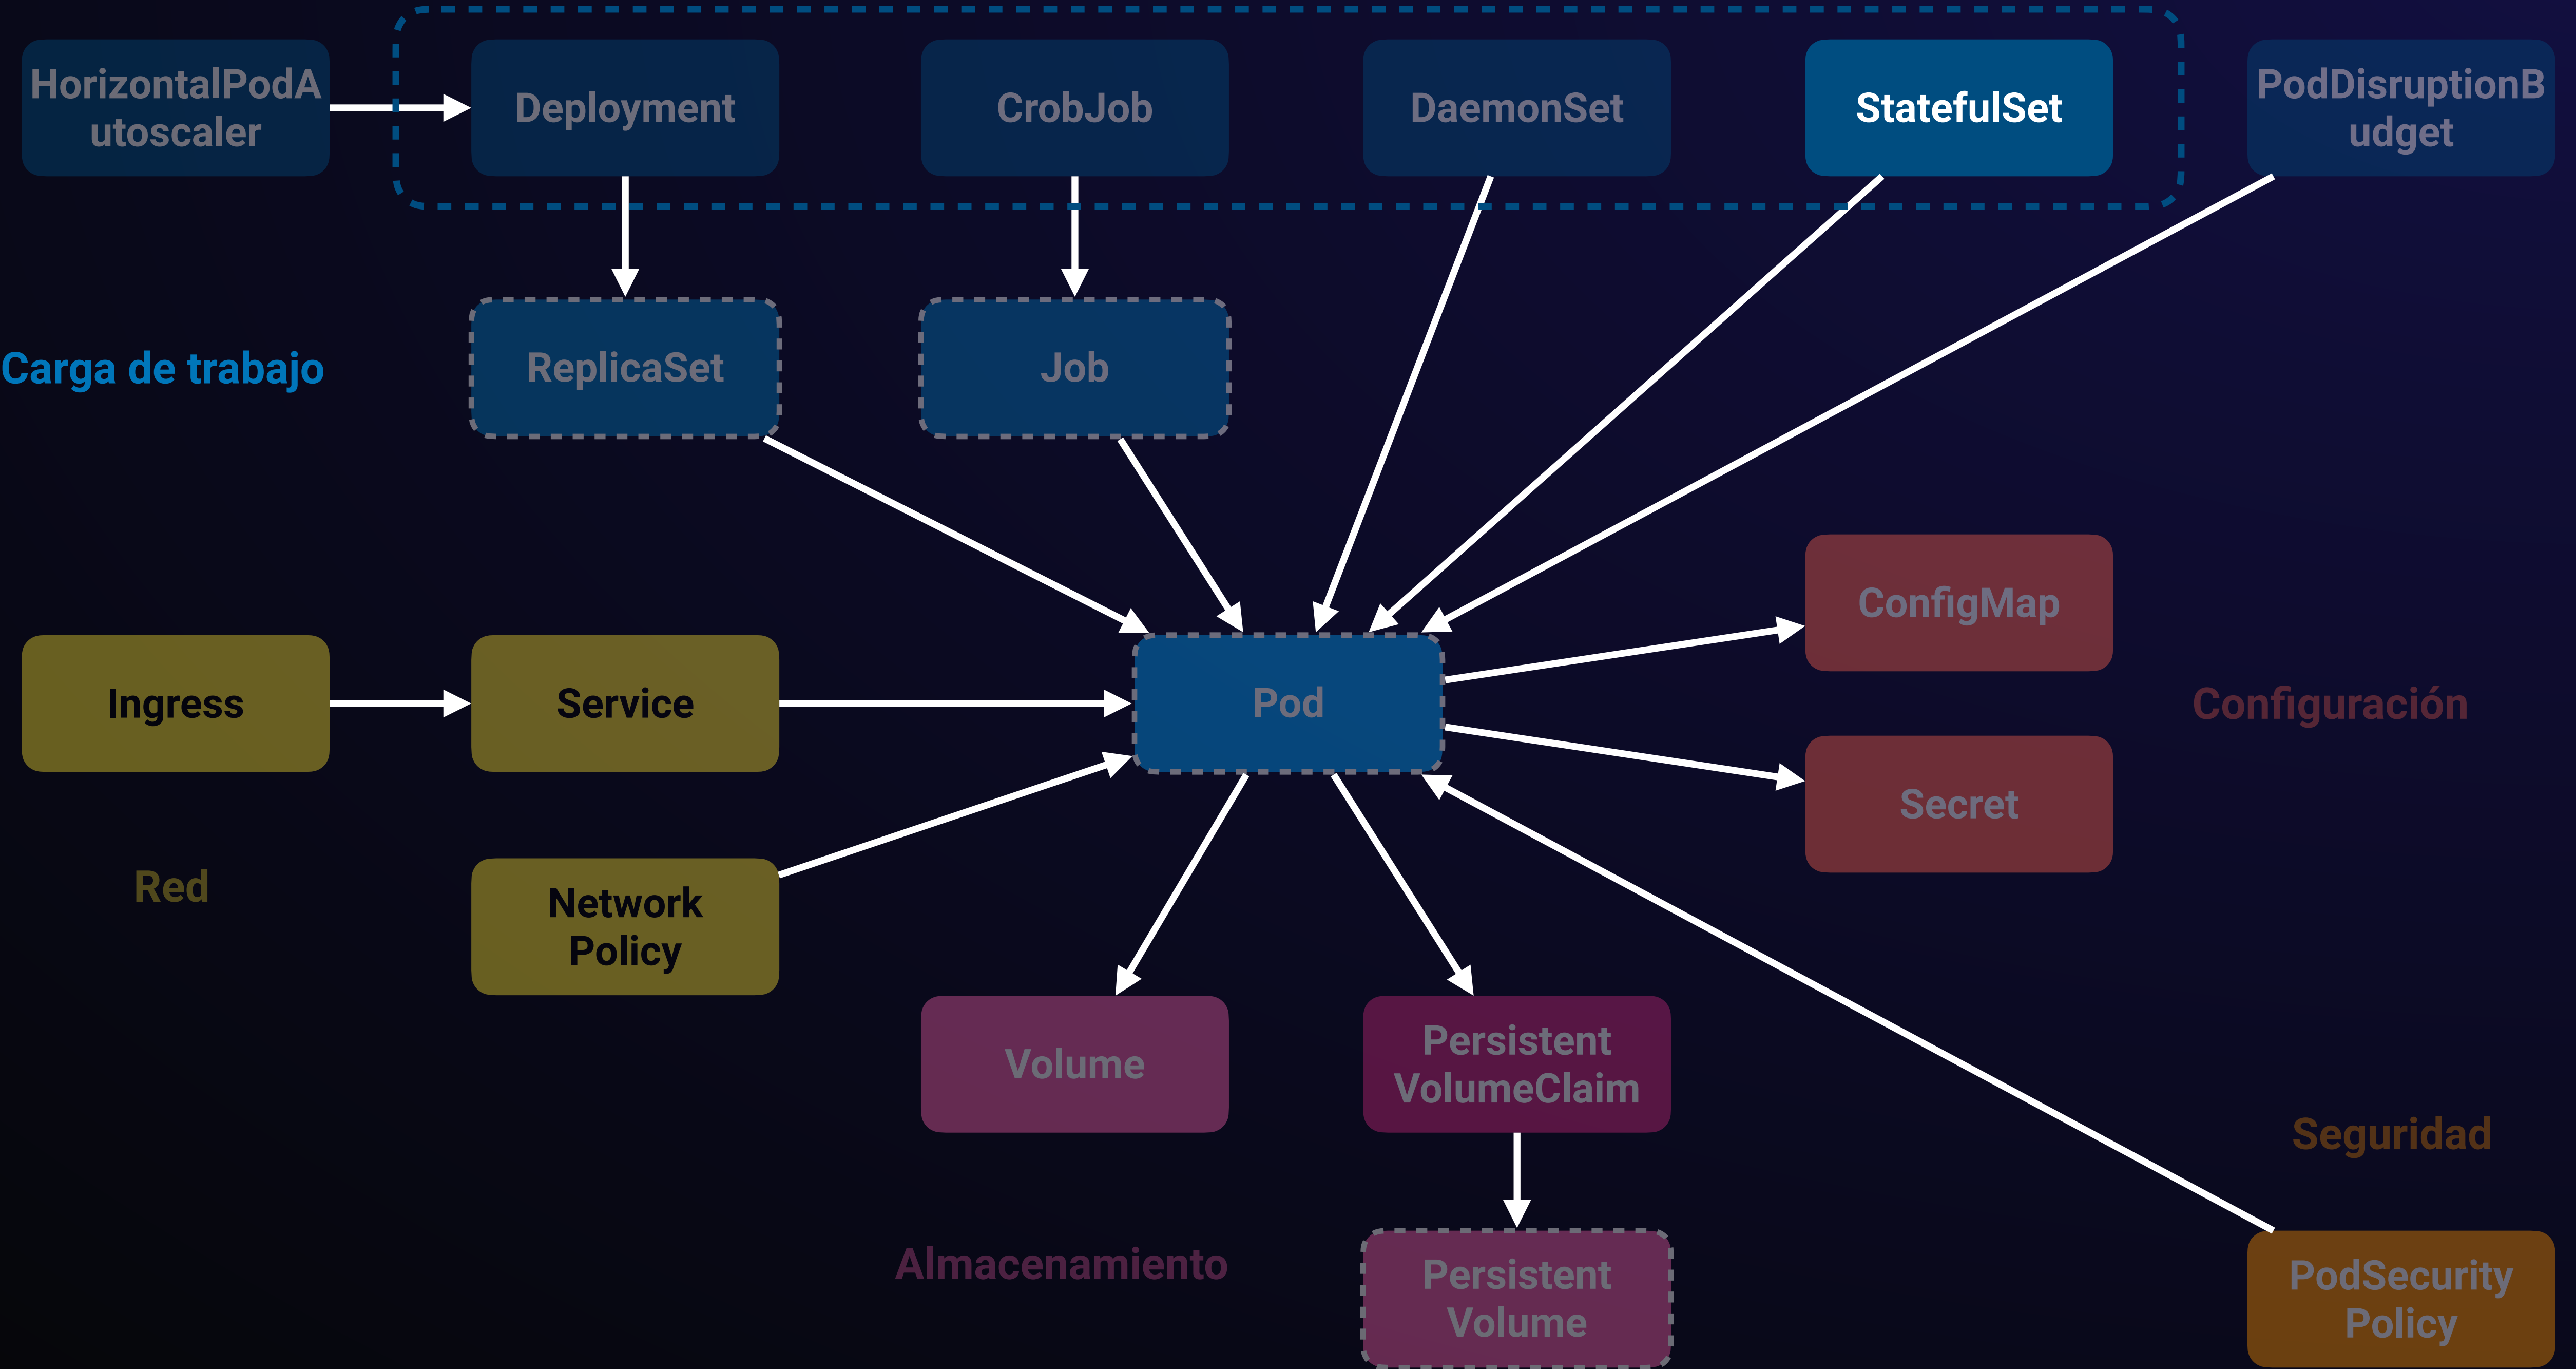 HorizontalPodA
utoscaler
Deployment
CrobJob
DaemonSet
StatefulSet
PodDisruptionB
udget
Carga de trabajo
ReplicaSet
Job
ConfigMap
Ingress
Service
Pod
Configuración
Secret
Red
Network
Policy
Volume
Persistent
VolumeClaim
Seguridad
Almacenamiento
Persistent
Volume
PodSecurity
Policy